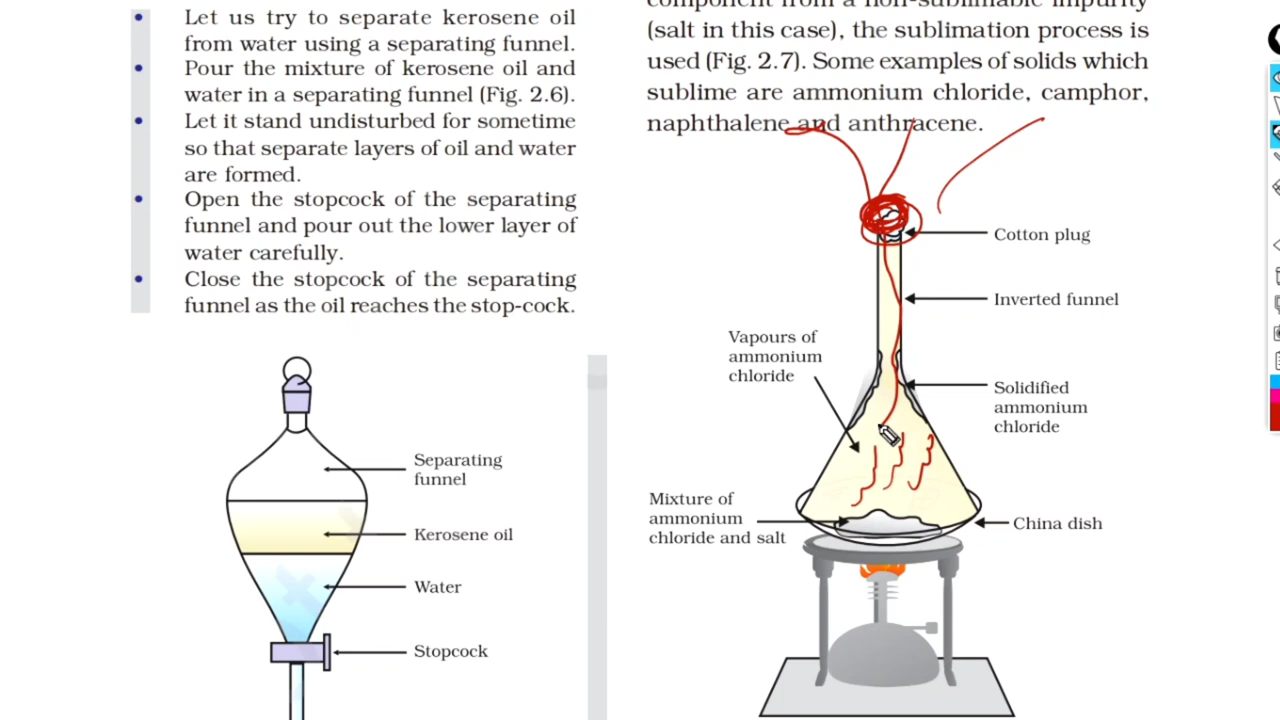 Let us try to separate kerosene oil
from water using a separating funnel.
Pour the mixture of kerosene oil and
water in a separating funnel (Fig. 2.6).
Let it stand undisturbed for sometime
so that separate layers of oil and water
are formed.
Open the stopcock of the separating
funnel and pour out the lower layer of
water carefully.
Close the stopcock of the separating
funnel as the oil reaches the stop-cock.
Separating
funnel
Kerosene oil
Water
Stopcock
component from a non-sublimable impurity
(salt in this case), the sublimation process is
used (Fig. 2.7). Some examples of solids which
sublime are ammonium chloride, camphor,
naphthalene and anthracene.
Cotton plug
Inverted funnel
Vapours of
ammonium
chloride
Solidified
ammonium
chloride
Mixture of
ammonium
chloride and salt
China dish